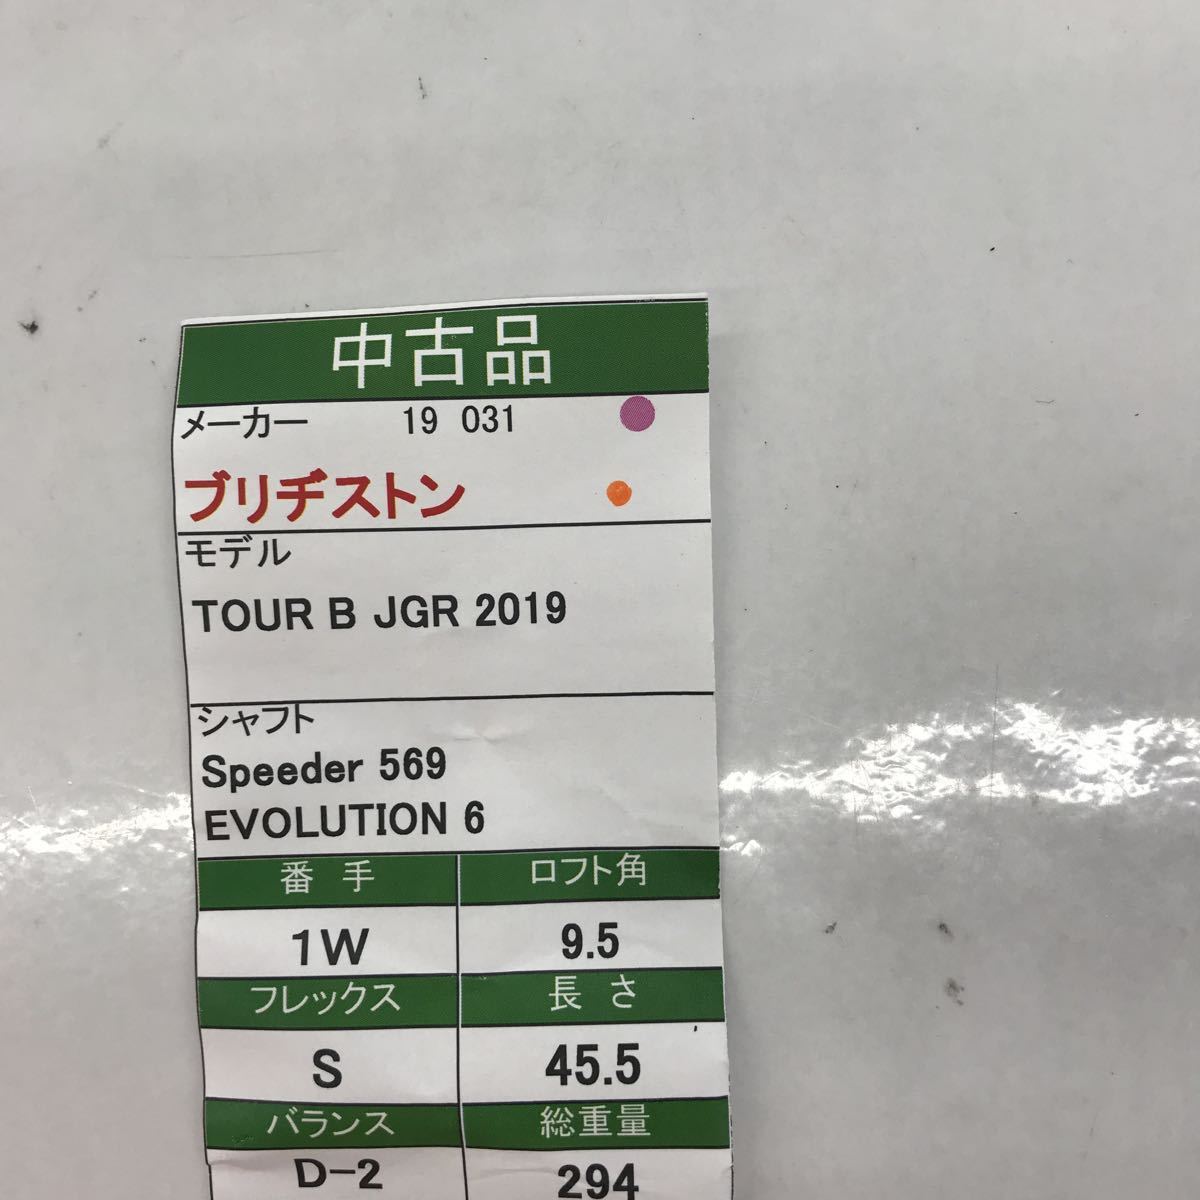 中古品
メーカー 19 031
ブリヂストン
モデル
TOUR B JGR 2019
シャフト
Speeder 569
EVOLUTION 6
番手 ロフト角
1W 9.5
フレックス 長さ
S 45.5
バランス 総重量
D-2 294